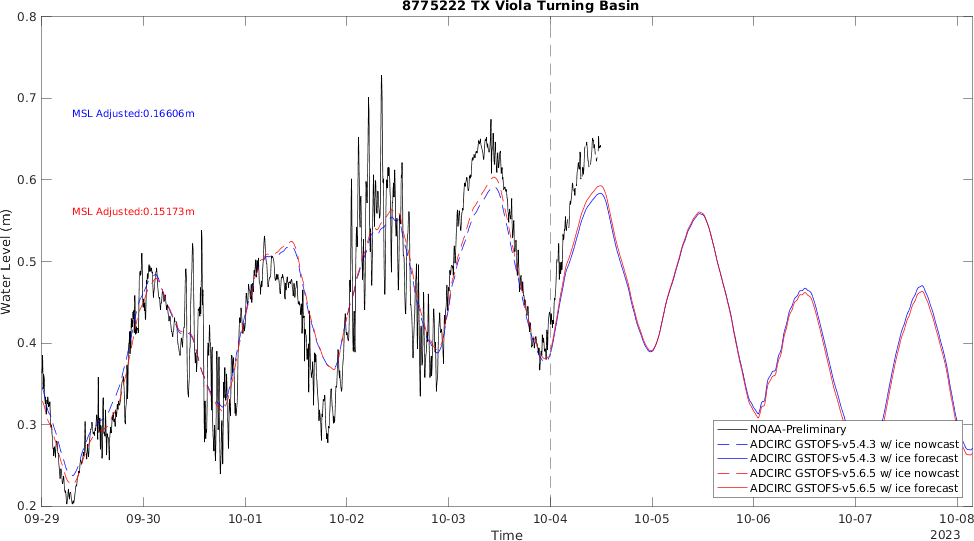 8775222 TX Viola Turning Basin
0.8
0.7
0.6
0.5
0.4
0.3
0.2
Water Level (m)
MSL Adjusted:0.16606m
MSL Adjusted:0.15173m
NOAA-Preliminary
ADCIRC GSTOFS-v5.4.3 w/ ice nowcast
ADCIRC GSTOFS-v5.4.3 w/ ice forecast
ADCIRC GSTOFS-v5.6.5 w/ ice nowcast
ADCIRC GSTOFS-v5.6.5 w/ ice forecast
09-29 09-30 10-01 10-02 10-03 10-04 10-05 10-06 10-07 10-08
Time 2023